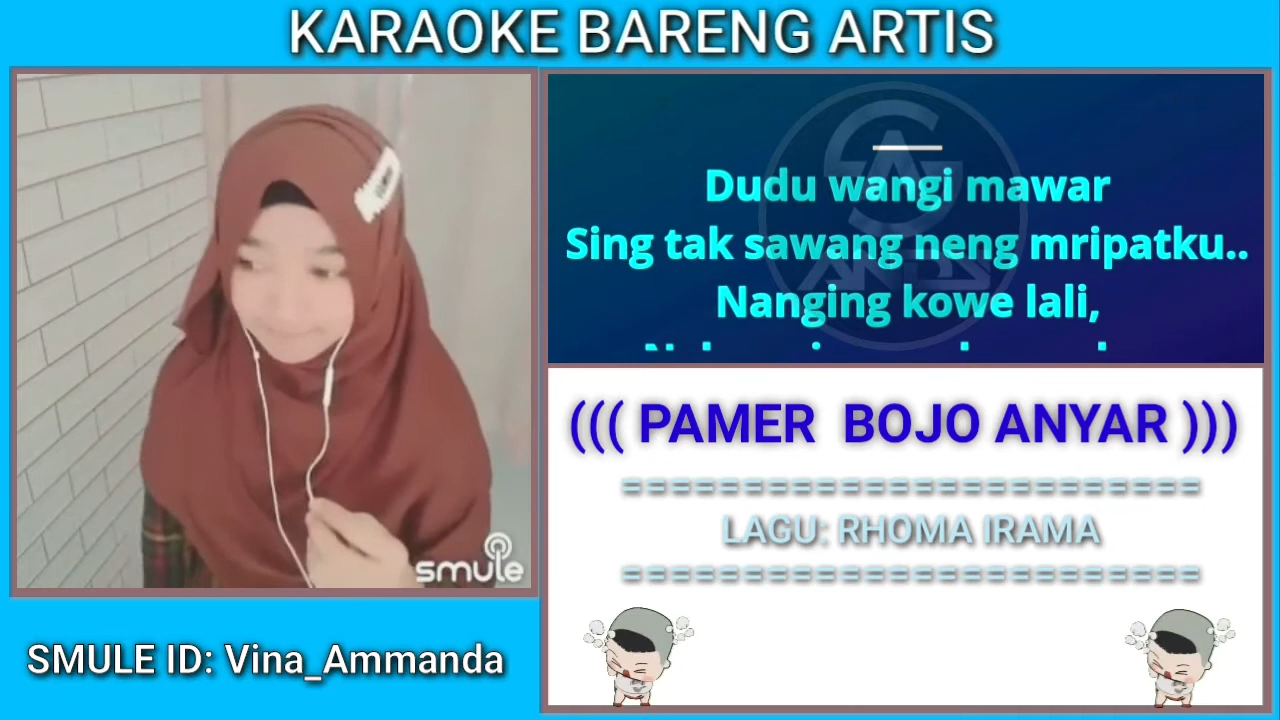 KARAOKE BARENG ARTIS
Dudu wangi mawar
Sing tak sawang neng mripatku..
Nanging kowe lali,
((( PAMER BOJO ANYAR )))
=========================
LAGU: RHOMA IRAMA
=========================
smule
SMULE ID: Vina_Ammanda